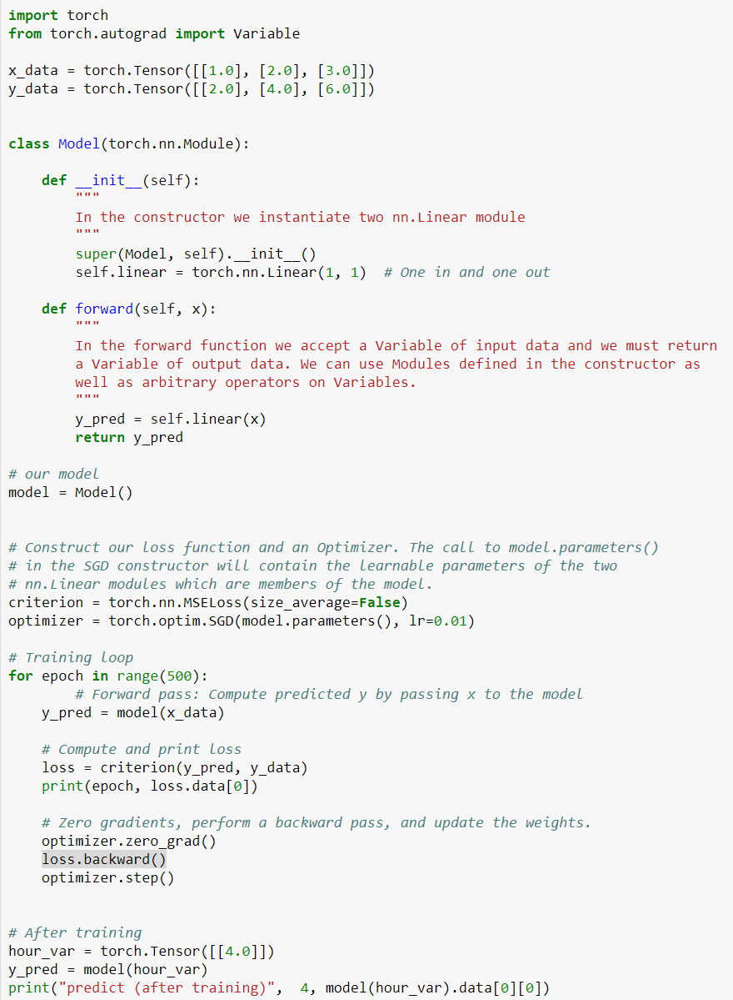 import torch
from torch.autograd import Variable

x_data = torch.Tensor([[1.0], [2.0], [3.0]])
y_data = torch.Tensor([[2.0], [4.0], [6.0]])


class Model(torch.nn.Module):

    def __init__(self):
        """
        In the constructor we instantiate two nn.Linear module
        """
        super(Model, self).__init__()
        self.linear = torch.nn.Linear(1, 1)  # One in and one out

    def forward(self, x):
        """
        In the forward function we accept a Variable of input data and we must return
        a Variable of output data. We can use Modules defined in the constructor as
        well as arbitrary operators on Variables.
        """
        y_pred = self.linear(x)
        return y_pred

# our model
model = Model()


# Construct our loss function and an Optimizer. The call to model.parameters()
# in the SGD constructor will contain the learnable parameters of the two
# nn.Linear modules which are members of the model.
criterion = torch.nn.MSELoss(size_average=False)
optimizer = torch.optim.SGD(model.parameters(), lr=0.01)

# Training loop
for epoch in range(500):
        # Forward pass: Compute predicted y by passing x to the model
    y_pred = model(x_data)

    # Compute and print loss
    loss = criterion(y_pred, y_data)
    print(epoch, loss.data[0])

    # Zero gradients, perform a backward pass, and update the weights.
    optimizer.zero_grad()
    loss.backward()
    optimizer.step()


# After training
hour_var = torch.Tensor([[4.0]])
y_pred = model(hour_var)
print("predict (after training)",  4, model(hour_var).data[0][0])